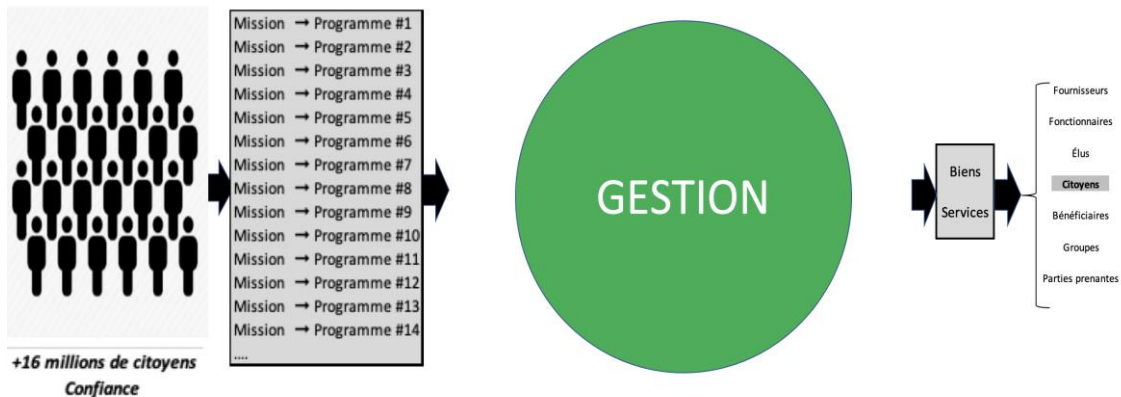 Mission → Programme #1
Mission → Programme #2
Mission → Programme #3
Mission → Programme #4
Mission → Programme #5
Mission → Programme #6
Mission → Programme #7
Mission → Programme #8
Mission → Programme #9
Mission → Programme #10
Mission → Programme #11
Mission → Programme #12
Mission → Programme #13
Mission → Programme #14
....
+16 millions de citoyens
Confiance
GESTION
Biens
Services
Fournisseurs
Fonctionnaires
Élus
Citoyens
Bénéficiaires
Groupes
Parties prenantes